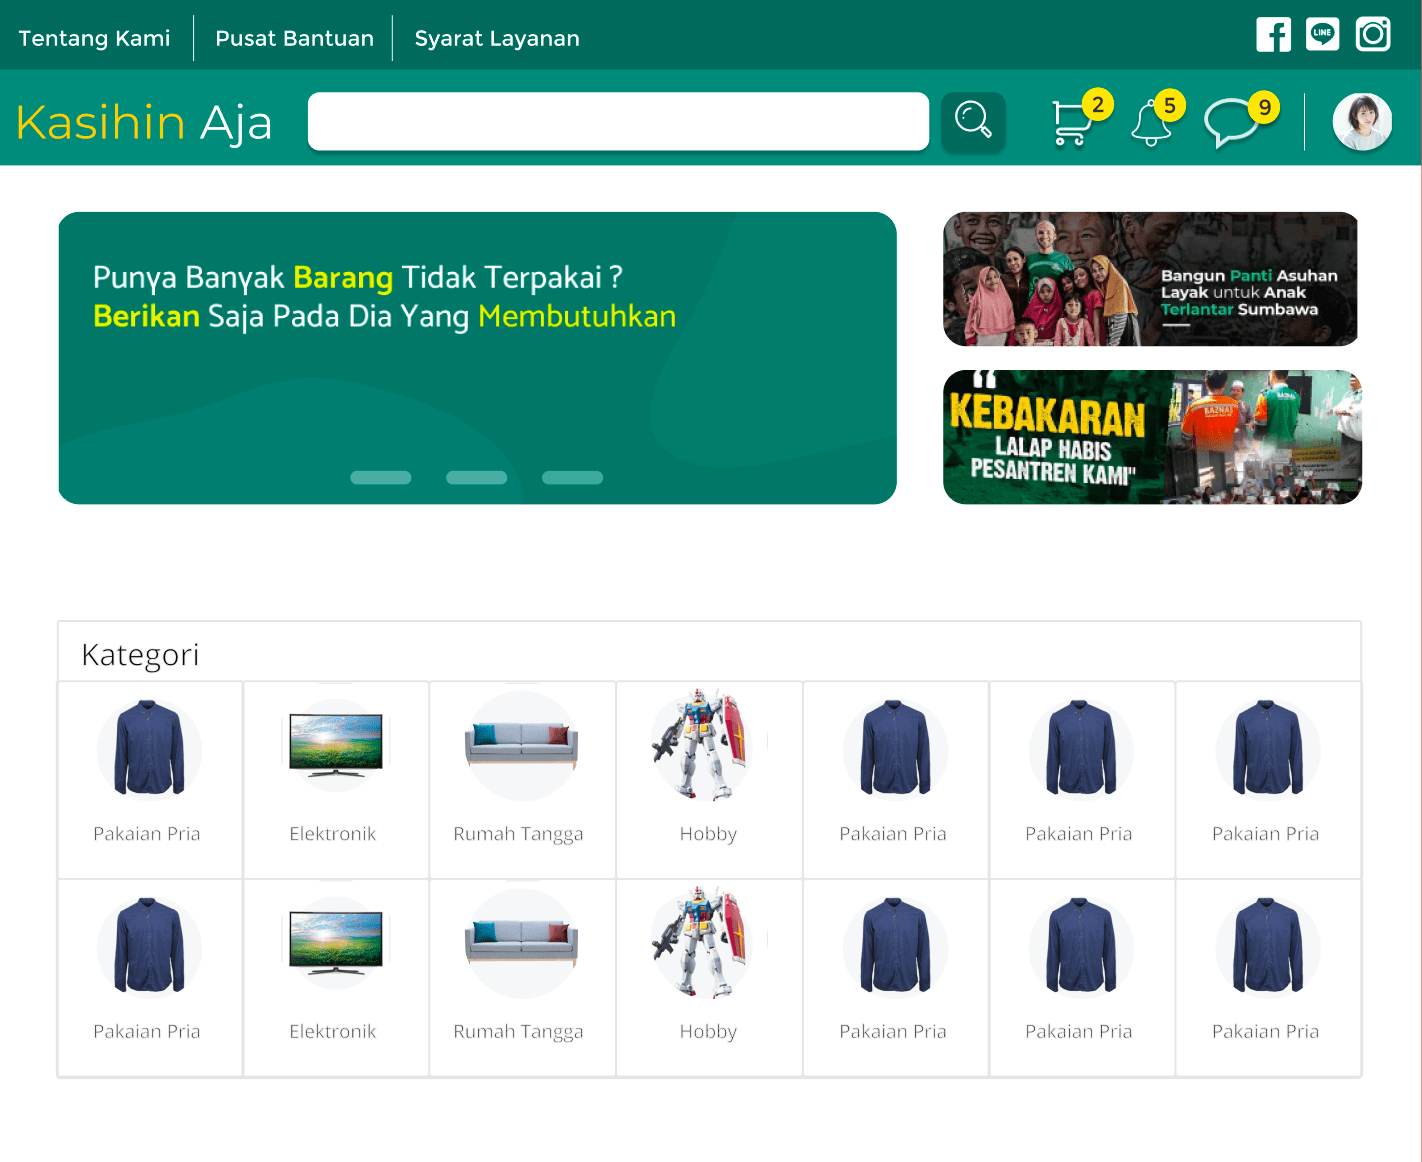 Tentang Kami
Pusat Bantuan
Syarat Layanan
LINE
Kasihin Aja
2
5
9
Punya Banyak Barang Tidak Terpakai ?
Berikan Saja Pada Dia Yang Membutuhkan
Bangun Panti Asuhan
Layak untuk Anak
Terlantar Sumbawa
"KEBAKARAN
LALAP HABIS
PESANTREN KAMI"
BAZNAS
BAZNAS
Kategori
Pakaian Pria
Elektronik
Rumah Tangga
Hobby
Pakaian Pria
Pakaian Pria
Pakaian Pria
Pakaian Pria
Elektronik
Rumah Tangga
Hobby
Pakaian Pria
Pakaian Pria
Pakaian Pria